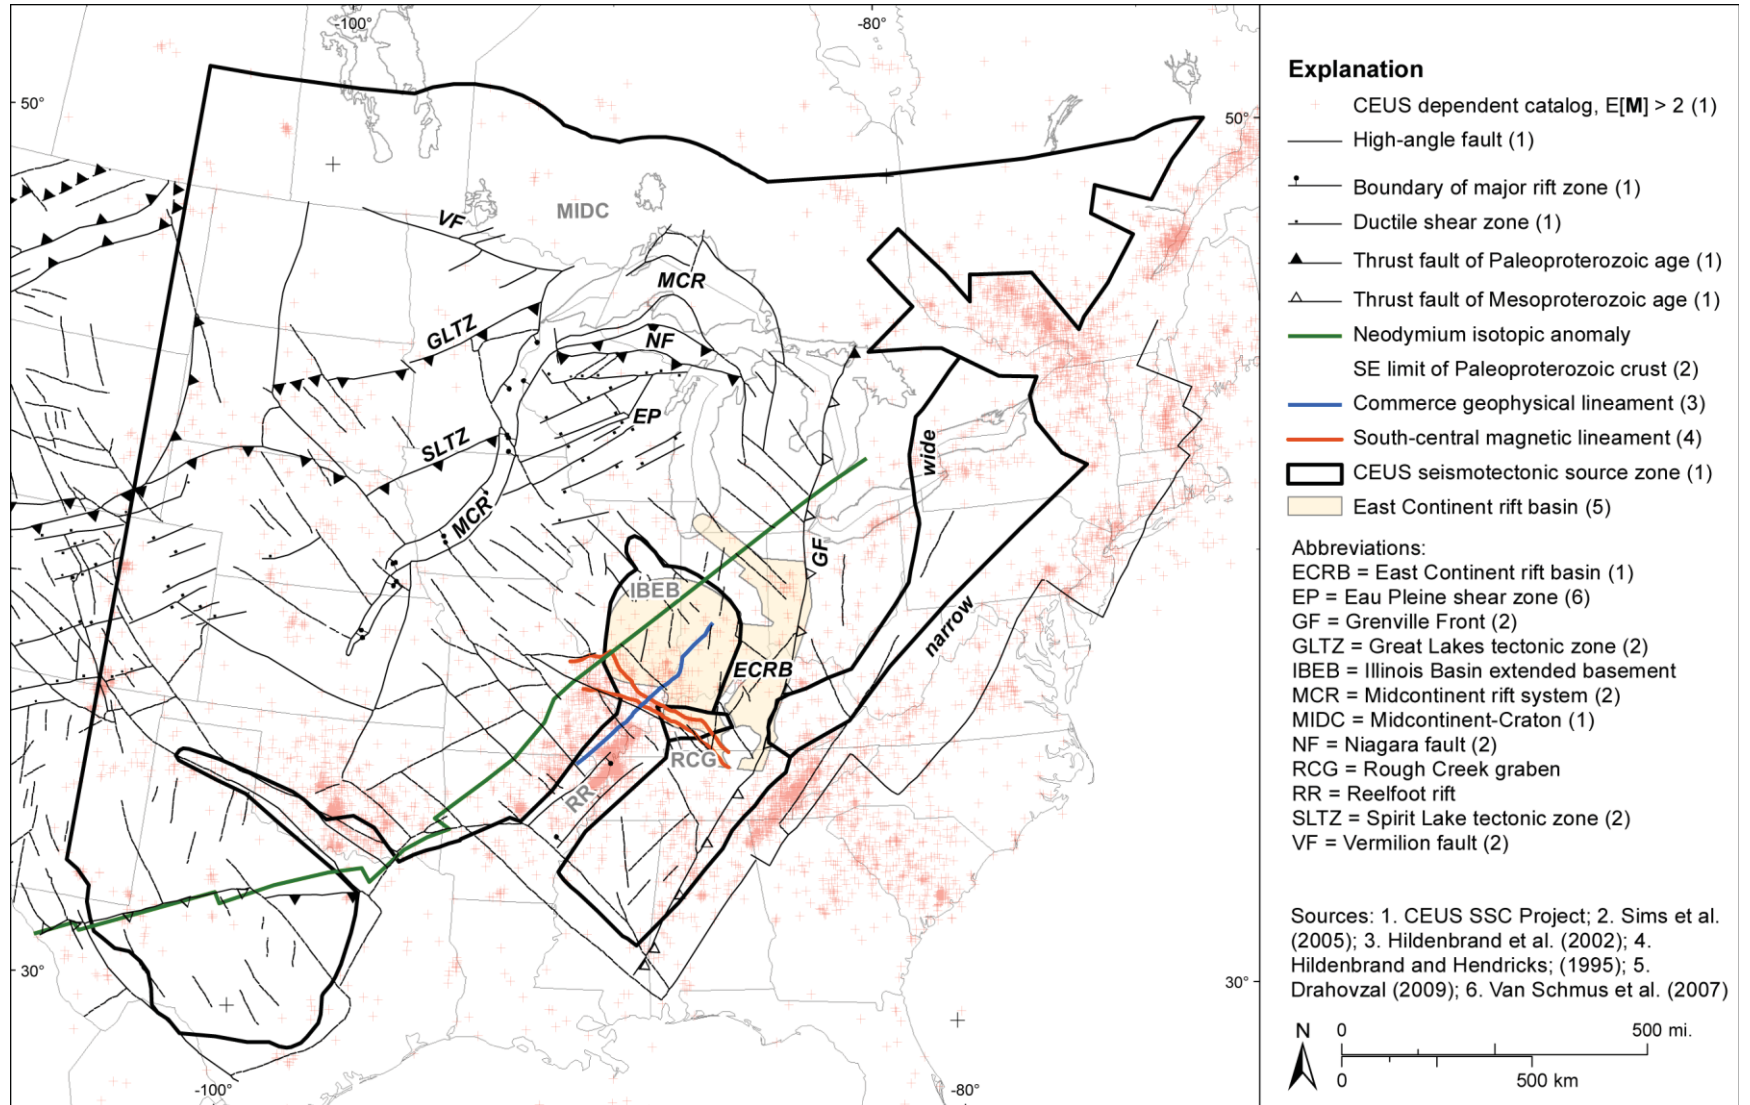 -100°
-80°
50°
50°
VF
MIDC
MCR
GLTZ
NF
EP
SLTZ
wide
MCR
GF
IBEB
narrow
ECRB
RCG
RR
30°
30°
-100°
-80°
Explanation
CEUS dependent catalog, E[M] > 2 (1)
High-angle fault (1)
Boundary of major rift zone (1)
Ductile shear zone (1)
Thrust fault of Paleoproterozoic age (1)
Thrust fault of Mesoproterozoic age (1)
Neodymium isotopic anomaly
SE limit of Paleoproterozoic crust (2)
Commerce geophysical lineament (3)
South-central magnetic lineament (4)
CEUS seismotectonic source zone (1)
East Continent rift basin (5)
Abbreviations:
ECRB = East Continent rift basin (1)
EP = Eau Pleine shear zone (6)
GF = Grenville Front (2)
GLTZ = Great Lakes tectonic zone (2)
IBEB = Illinois Basin extended basement
MCR = Midcontinent rift system (2)
MIDC = Midcontinent-Craton (1)
NF = Niagara fault (2)
RCG = Rough Creek graben
RR = Reelfoot rift
SLTZ = Spirit Lake tectonic zone (2)
VF = Vermilion fault (2)
Sources: 1. CEUS SSC Project; 2. Sims et al.
(2005); 3. Hildenbrand et al. (2002); 4.
Hildenbrand and Hendricks; (1995); 5.
Drahovzal (2009); 6. Van Schmus et al. (2007)
N
0 500 mi.
0 500 km